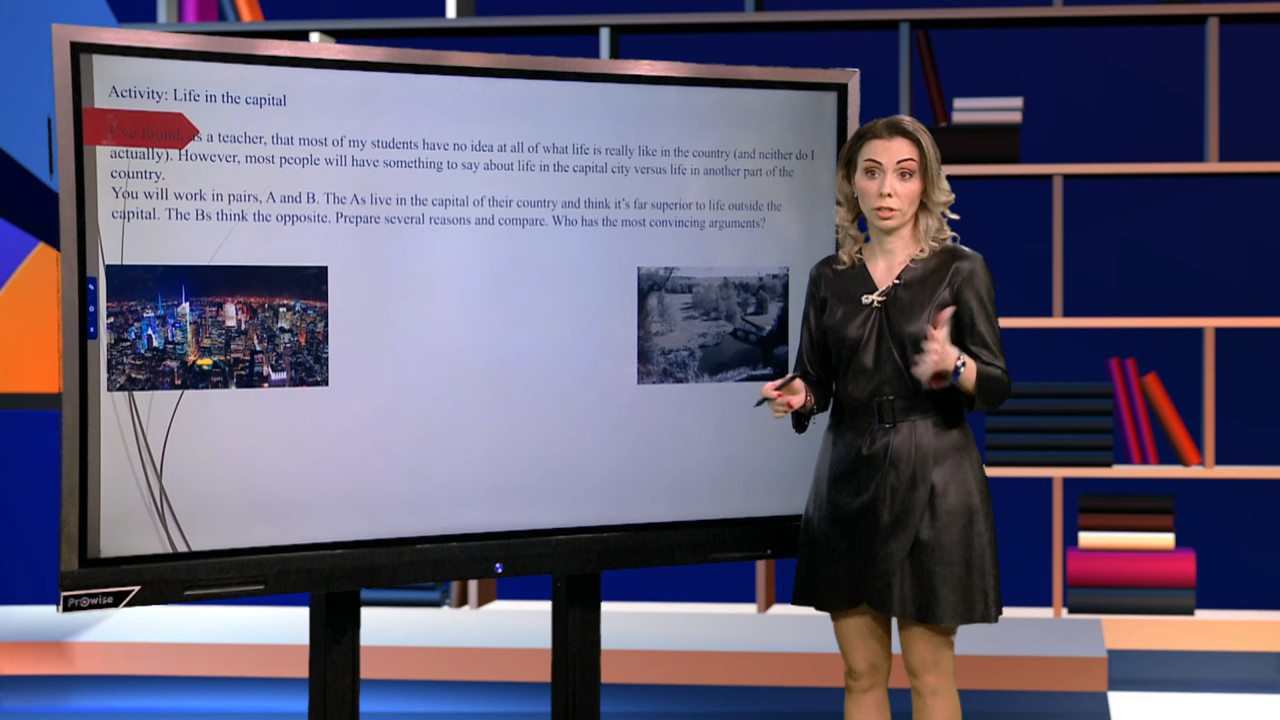 Activity: Life in the capital
I've found, as a teacher, that most of my students have no idea at all of what life is really like in the country (and neither do I
actually). However, most people will have something to say about life in the capital city versus life in another part of the
country.
You will work in pairs, A and B. The As live in the capital of their country and think it's far superior to life outside the
capital. The Bs think the opposite. Prepare several reasons and compare. Who has the most convincing arguments?
Prowise